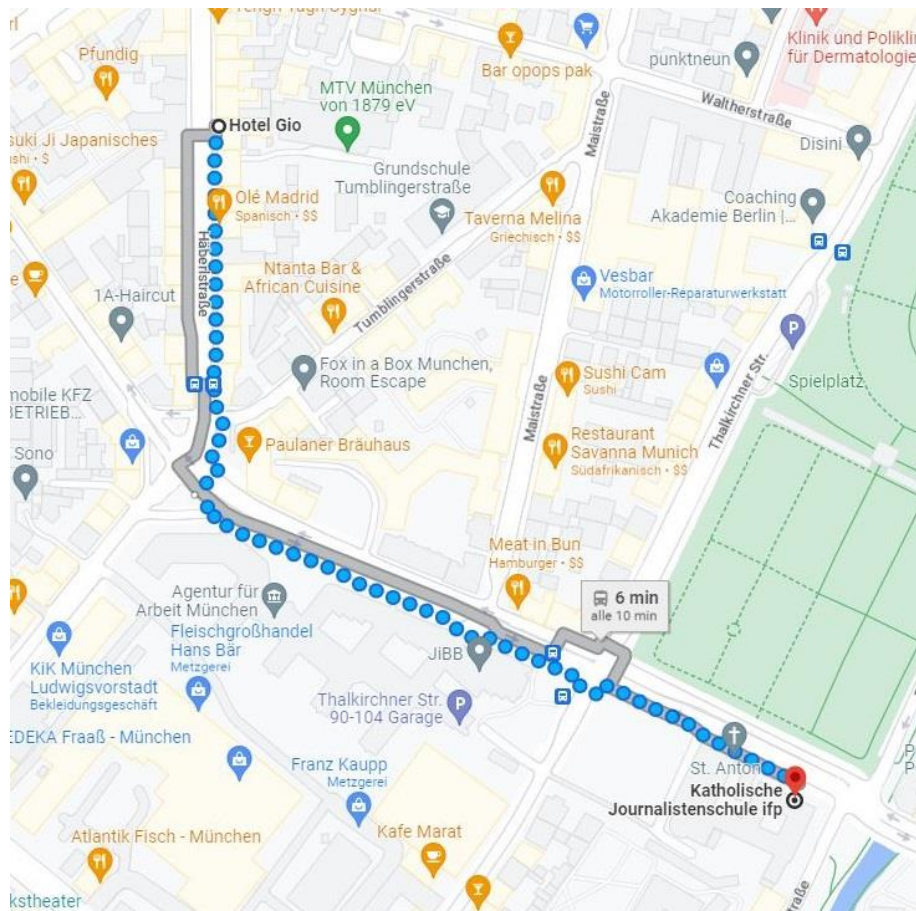 Pfundig
Bar opops pak
punktneun
Klinik und Poliklin
für Dermatologie
MTV München
von 1879 eV
Waltherstraße
Maistraße
Hotel Gio
suki Ji Japanisches
ashi · $
Disini
Grundschule
Tumblingerstraße
Olé Madrid
Spanisch · $$
Taverna Melina
Griechisch · $$
Coaching
Akademie Berlin |...
Häberlstraße
Ntanta Bar &
African Cuisine
Tumblingerstraße
Vesbar
Motorroller-Reparaturwerkstatt
1A-Haircut
P
Fox in a Box Munchen,
Room Escape
Sushi Cam
Sushi
Spielplatz
Thalkirchner Str.
mobile KFZ
BETRIEB...
Maistraße
Paulaner Bräuhaus
Restaurant
Savanna Munich
Südafrikanisch · $$
Sono
Meat in Bun
Hamburger · $$
Agentur für
Arbeit München
6 min
alle 10 min
Fleischgroßhandel
Hans Bär
Metzgerei
JiBB
KiK München
Ludwigsvorstadt
Bekleidungsgeschäft
Thalkirchner Str.
90-104 Garage
P
EDEKA Fraaß - München
St. Anton
Franz Kaupp
Metzgerei
Katholische
Journalistenschule ifp
Kafe Marat
Atlantik Fisch - München
kstheater
raße